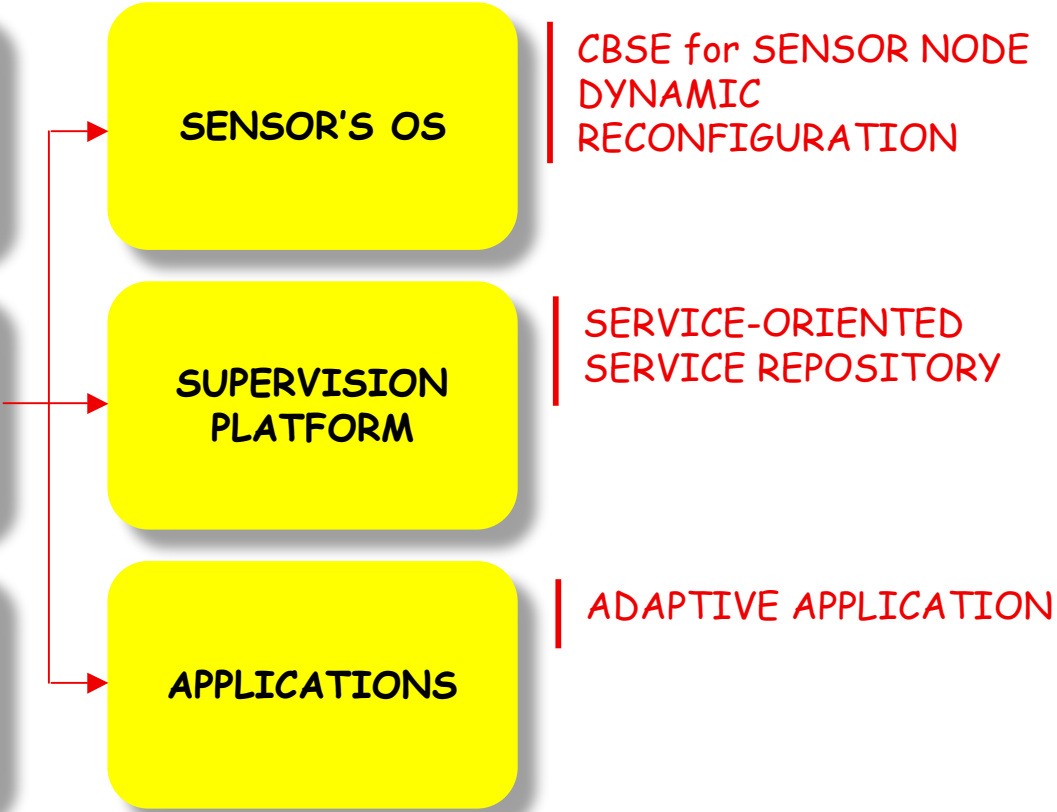 SENSOR'S OS
CBSE for SENSOR NODE
DYNAMIC
RECONFIGURATION
SUPERVISION
PLATFORM
SERVICE-ORIENTED
SERVICE REPOSITORY
APPLICATIONS
ADAPTIVE APPLICATION